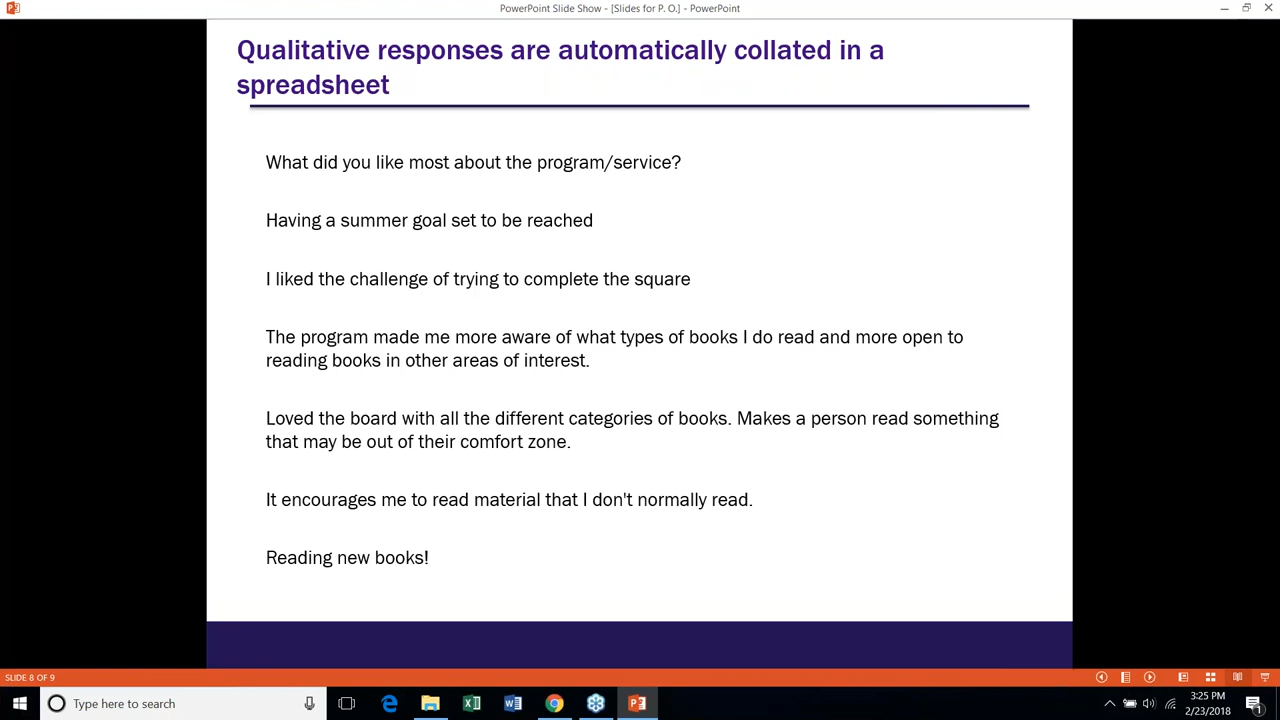 PowerPoint Slide Show - [Slides for P. O.] - PowerPoint
Qualitative responses are automatically collated in a
spreadsheet
What did you like most about the program/service?
Having a summer goal set to be reached
I liked the challenge of trying to complete the square
The program made me more aware of what types of books I do read and more open to
reading books in other areas of interest.
Loved the board with all the different categories of books. Makes a person read something
that may be out of their comfort zone.
It encourages me to read material that I don't normally read.
Reading new books!
SLIDE 8 OF 9
Type here to search
3:25 PM
2/23/2018
1